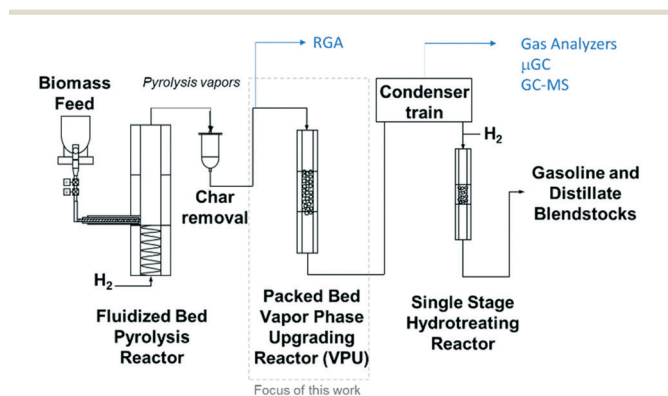 RGA
Gas Analyzers
μGC
GC-MS
Biomass
Feed
Pyrolysis vapors
Condenser
train
H2
Char
removal
Gasoline and
Distillate
Blendstocks
H2
Fluidized Bed
Pyrolysis
Reactor
Packed Bed
Vapor Phase
Upgrading
Reactor (VPU)
Single Stage
Hydrotreating
Reactor
Focus of this work